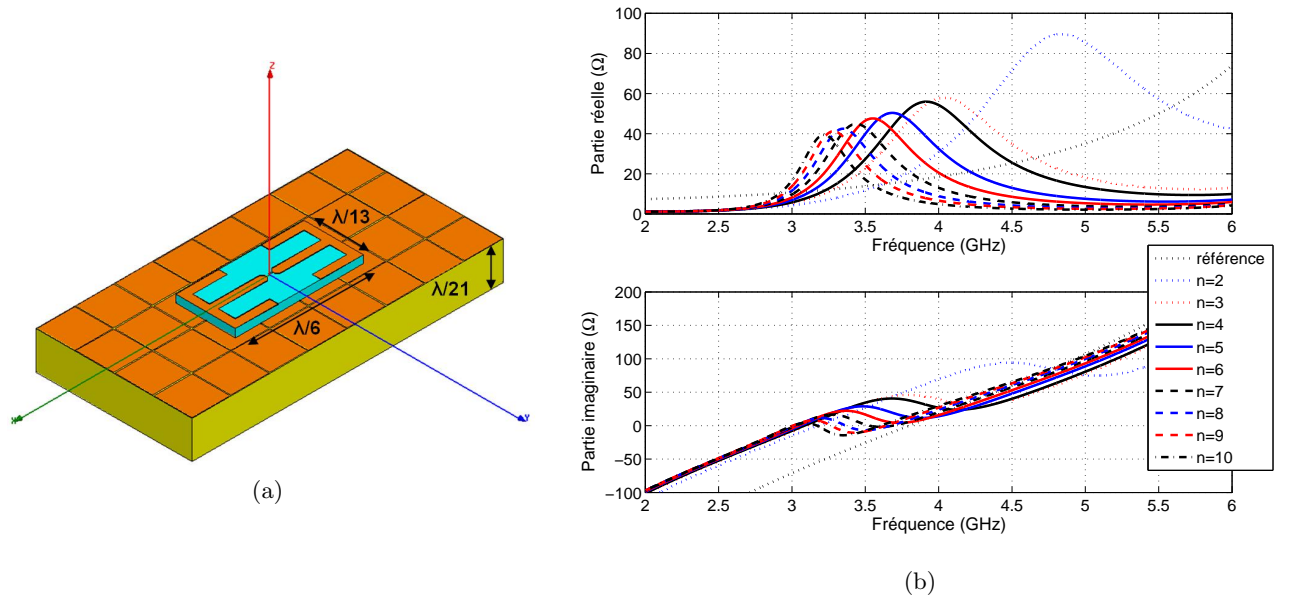 Z
λ/13
λ/21
λ/6
X
Y
(a)
100
80
60
40
20
0
Partie réelle (Ω)
2 2.5 3 3.5 4 4.5 5 5.5 6
Fréquence (GHz)
200
150
100
50
0
−50
−100
Partie imaginaire (Ω)
2 2.5 3 3.5 4 4.5 5 5.5 6
Fréquence (GHz)
référence
n=2
n=3
n=4
n=5
n=6
n=7
n=8
n=9
n=10
(b)